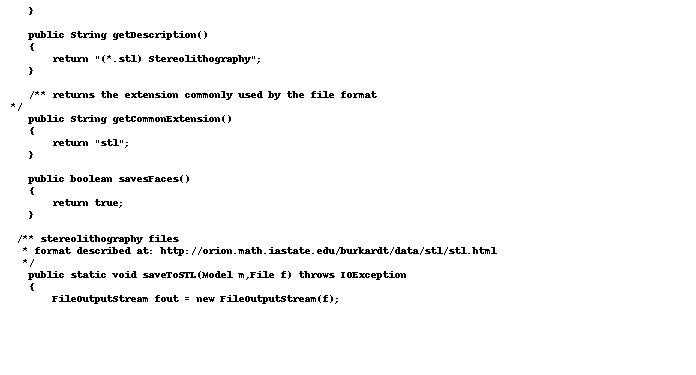 }
public String getDescription()
{
return "(*.stl) Stereolithography";
}
/** returns the extension commonly used by the file format
*/
public String getCommonExtension()
{
return "stl";
}
public boolean savesFaces()
{
return true;
}
/** stereolithography files
* format described at: http://orion.math.iastate.edu/burkardt/data/stl/stl.html
*/
public static void saveToSTL(Model m,File f) throws IOException
{
FileOutputStream fout = new FileOutputStream(f);